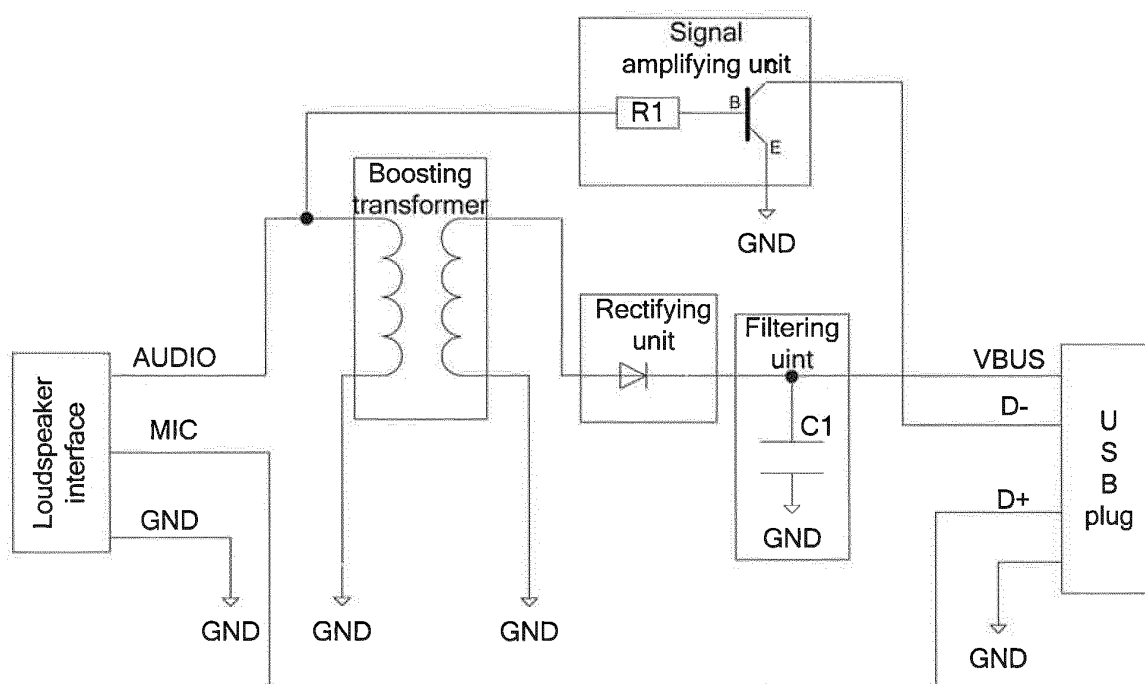 Signal
amplifying unit
C
R1
B
E
GND
Boosting
transformer
Rectifying
unit
Filtering
uint
C1
GND
AUDIO
MIC
GND
Loudspeaker
interface
GND
GND
GND
VBUS
D-
D+
U
S
B
plug
GND